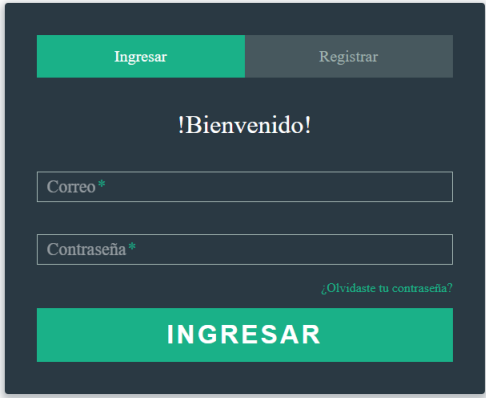 Ingresar Registrar
!Bienvenido!
Correo*
Contraseña*
¿Olvidaste tu contraseña?
INGRESAR